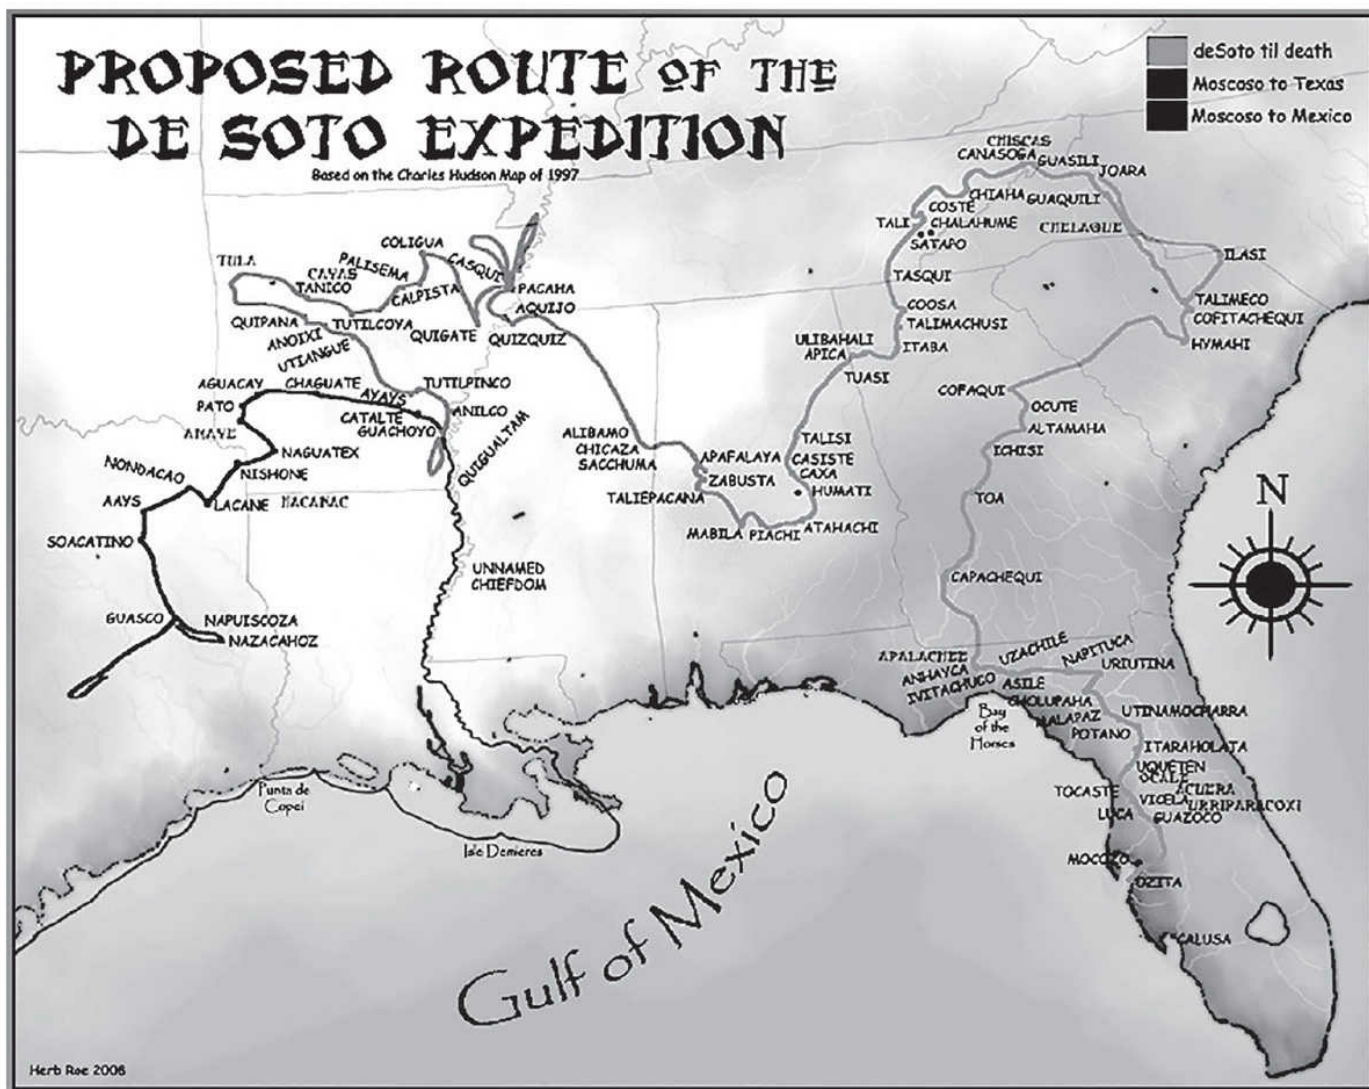 PROPOSED ROUTE OF THE
DE SOTO EXPEDITION
Based on the Charles Hudson Map of 1997
deSoto til death
Moscoso to Texas
Moscoso to Mexico
CHISCAS
CANASOGA
GUASILI
JOARA
CHIAHA
GUAQUILI
COSTE
TALI
CHALAHUME
SATAPO
CHELAQUE
ILASI
TASQUI
COOSA
TALIMACHUSI
ITABA
ULIBAHALI
APICA
TUASI
TALIMECO
COFITACHEQUI
HYMAHI
COFAQUI
OCUTE
ALTAMAHA
ICHISI
TOA
CAPACHEQUI
TULA
CAYAS
TANICO
PALISEMA
COLIGUA
CASQUI
CALPISTA
PACAHA
AQUIJO
QUIPANA
ANOIXI
UTIANGUE
TUTILCOYA
QUIGATE
QUIZQUIZ
AGUACAY
CHAGUATE
AYAYS
TUTILPINCO
PATO
CATALTE
ANILCO
AMAYE
GUACHOYO
QUIGUALTAM
NAGUATEX
NONDACAO
NISHONE
AAYS
LACANE
NACANAC
SOACATINO
ALIBAMO
CHICAZA
SACCHUMA
APAFALAYA
ZABUSTA
TALIEPACANA
TALISI
CASISTE
CAXA
HUMATI
MABILA
PIACHI
ATAHACHI
UNNAMED
CHIEFDOM
GUASCO
NAPUISCOZA
NAZACAHOZ
APALACHEE
ANHAYCA
IVITACHUCO
UZACHILE
NAPITUCA
URIUTINA
ASILE
CHOLUPAHA
MALAPAZ
POTANO
UTINAMOCHARRA
ITARAHOLATA
UQUETEN
OCALE
ACUERA
TOCASTE
VICELA
URRIPARACOXI
LUCA
GUAZOCO
MOCOZO
OZITA
CALUSA
Bay
of the
Horses
Punta de
Copei
Isle Dernieres
Gulf of Mexico
N
Herb Roe 2006